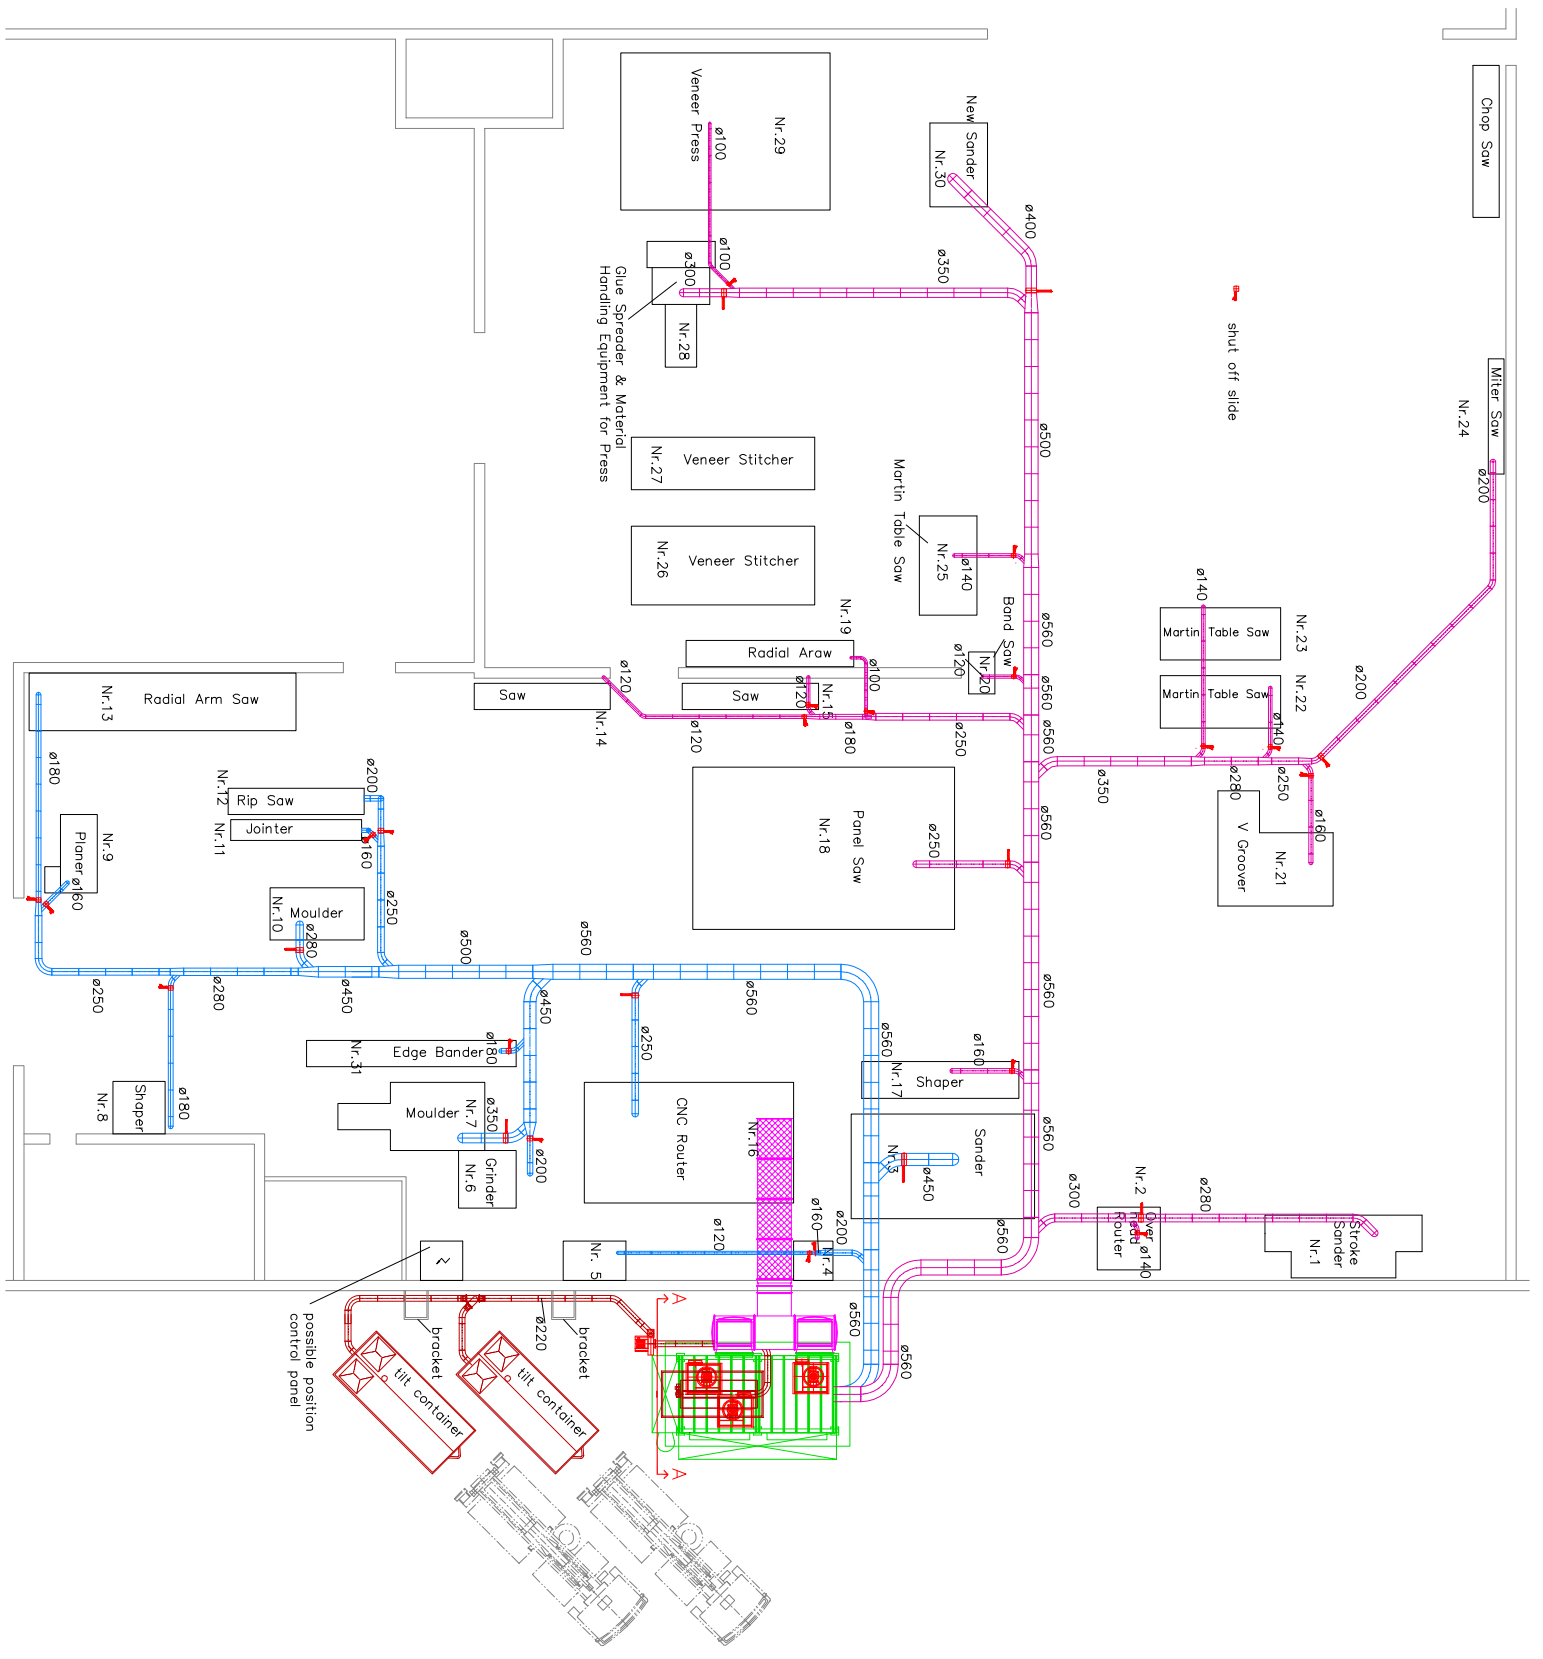 Chop Saw
Veneer Press
Nr.29
ø100
New Sander
Nr.30
ø400
ø100
ø300
ø350
Glue Spreader & Material
Handling Equipment for Press
Nr.28
shut off slide
Miter Saw
Nr.24
ø200
Nr.27
Veneer Stitcher
ø500
Martin Table Saw
Nr.25
ø140
Nr.26
Veneer Stitcher
ø140
Nr.19
Radial Araw
Band Saw
Nr.20
ø120
ø560
Martin Table Saw
Nr.23
Martin Table Saw
Nr.22
ø140
ø200
Nr.13
Radial Arm Saw
Saw
Nr.14
ø120
Saw
Nr.15
ø120
ø100
ø560
ø120
ø180
ø250
ø560
ø350
ø280
ø250
ø180
Nr.12
Rip Saw
ø200
Nr.11
Jointer
ø160
Planer
Nr.9
ø160
Nr.18
Panel Saw
ø250
ø560
V Groover
Nr.21
ø160
Nr.10
Moulder
ø280
ø250
ø500
ø560
ø250
ø280
ø450
ø450
ø560
ø560
ø560
Nr.31
Edge Bander
ø180
ø250
Nr.17
Shaper
ø160
Nr.8
Shaper
ø180
Moulder
Nr.7
ø350
CNC Router
Nr.16
Nr.3
Sander
ø450
ø560
Grinder
Nr.6
ø200
Nr.2
Over
head
Router
ø300
ø280
ø140
Stroke
Sander
Nr.1
Nr. 5
ø120
ø160
ø200
Nr.4
ø560
possible position
control panel
bracket
ø220
bracket
A
ø560
ø560
tilt container
tilt container
A